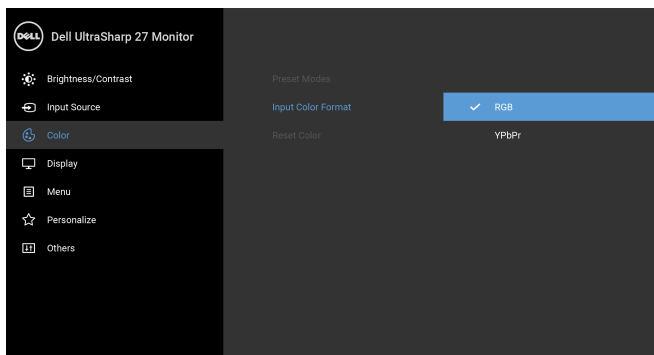 DELL Dell UltraSharp 27 Monitor
Brightness/Contrast
Preset Modes
Input Source
Input Color Format
RGB
Color
Reset Color
YPbPr
Display
Menu
Personalize
Others